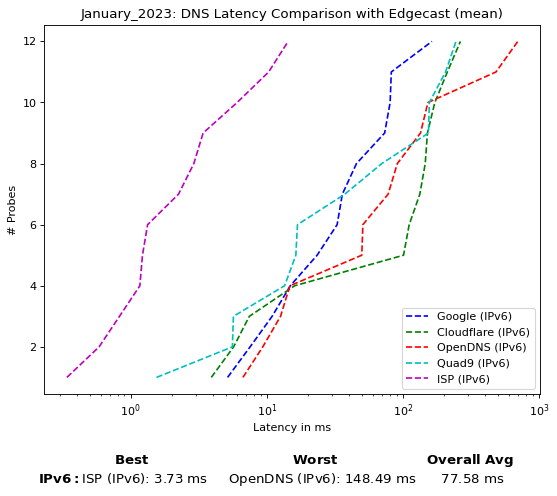 January_2023: DNS Latency Comparison with Edgecast (mean)
12
10
8
6
4
2
# Probes
Google (IPv6)
Cloudflare (IPv6)
OpenDNS (IPv6)
Quad9 (IPv6)
ISP (IPv6)
10⁰ 10¹ 10² 10³
Latency in ms
Best Worst Overall Avg
IPv6: ISP (IPv6): 3.73 ms OpenDNS (IPv6): 148.49 ms 77.58 ms